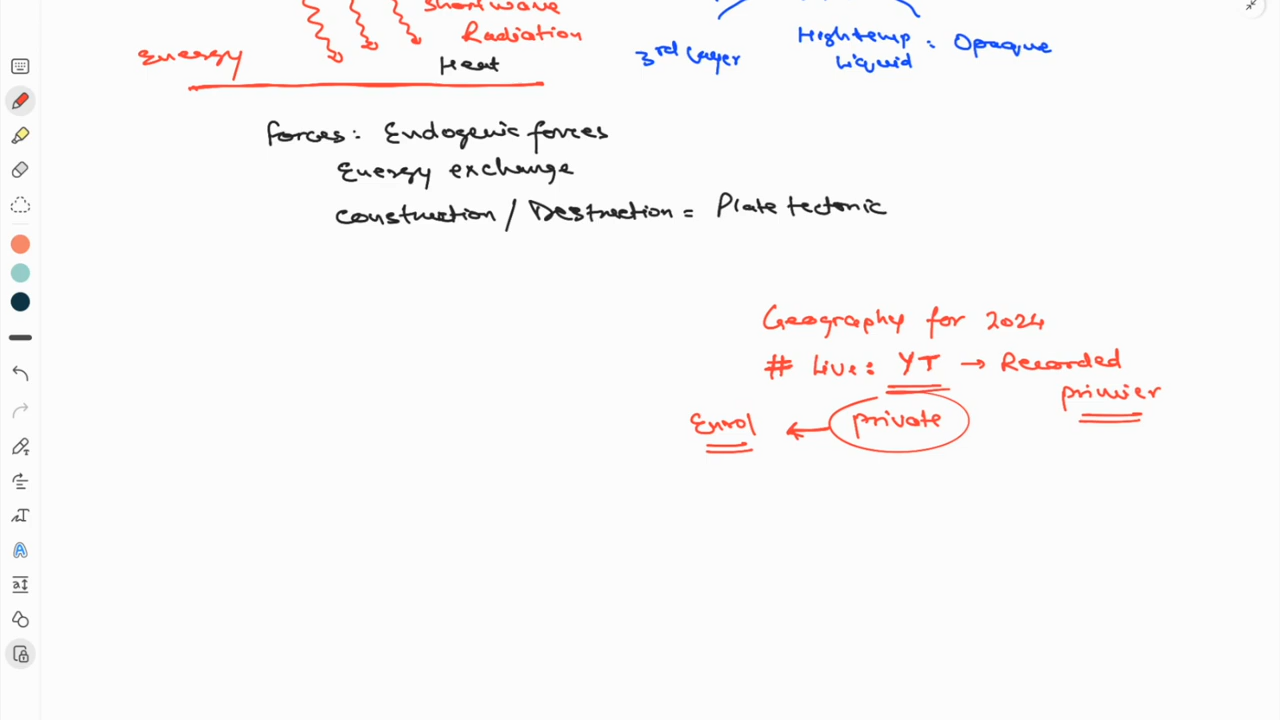 Shortwave
Radiation
Energy
Heat
3rd Layer
High temp : Opaque
Liquid
forces: Endogenic forces
Energy exchange
Construction / Destruction = Plate tectonic
Geography for 2024
# Live: YT → Recorded
primier
Enrol ← private